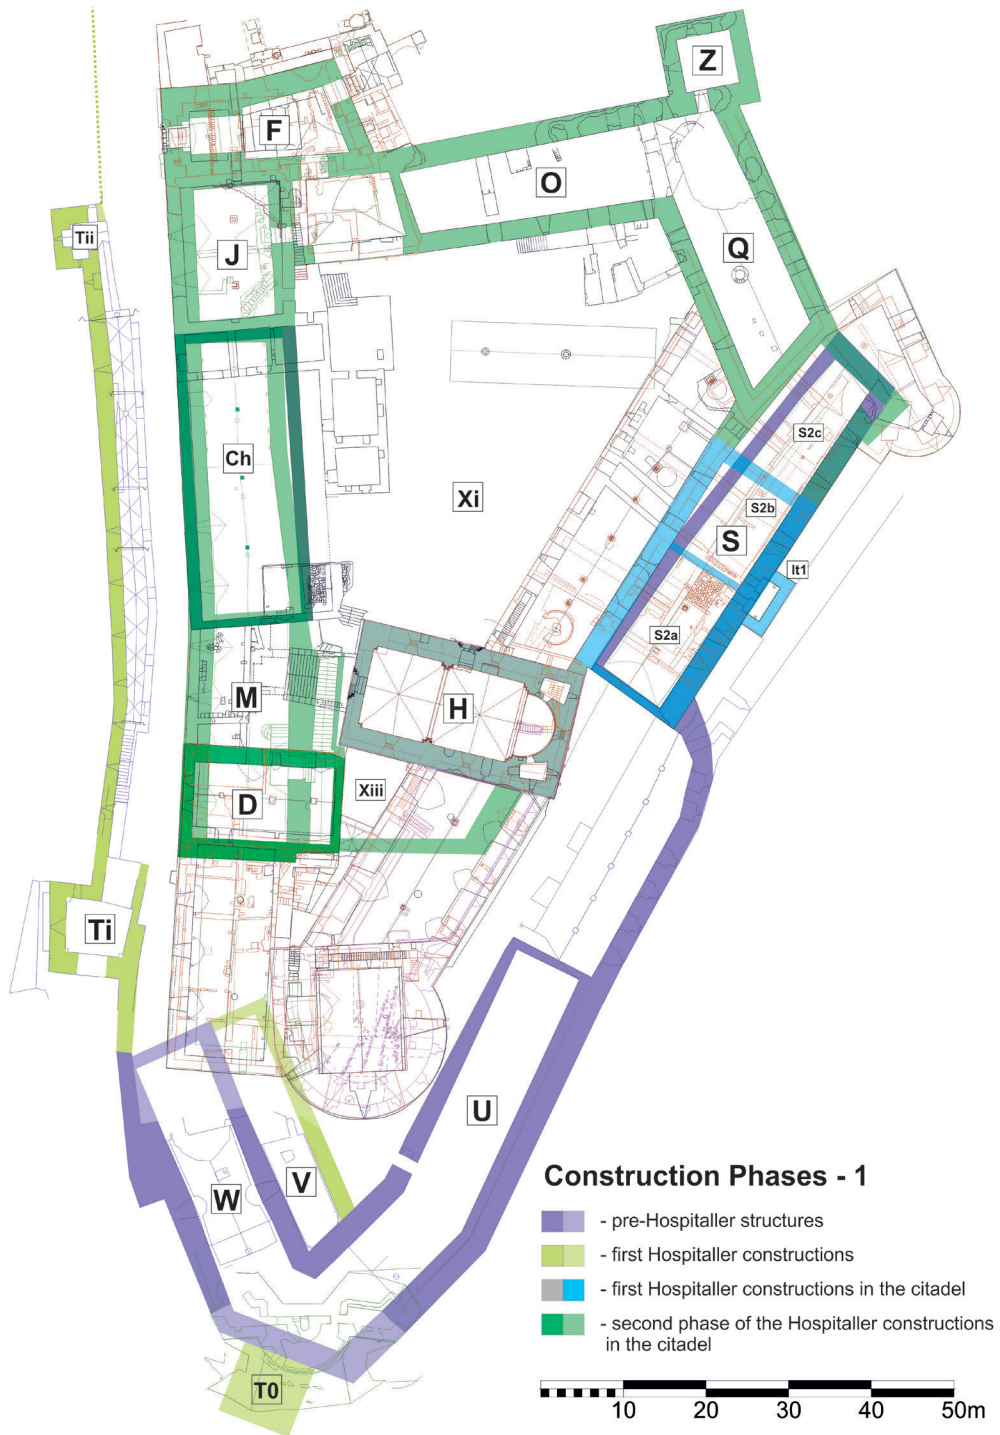 Z
F
O
Tii
J
Q
S2c
Ch
Xi
S2b
S
It1
S2a
M
H
D
Xiii
Ti
U
V
W
T0
Construction Phases - 1
- pre-Hospitaller structures
- first Hospitaller constructions
- first Hospitaller constructions in the citadel
- second phase of the Hospitaller constructions
in the citadel
10 20 30 40 50m